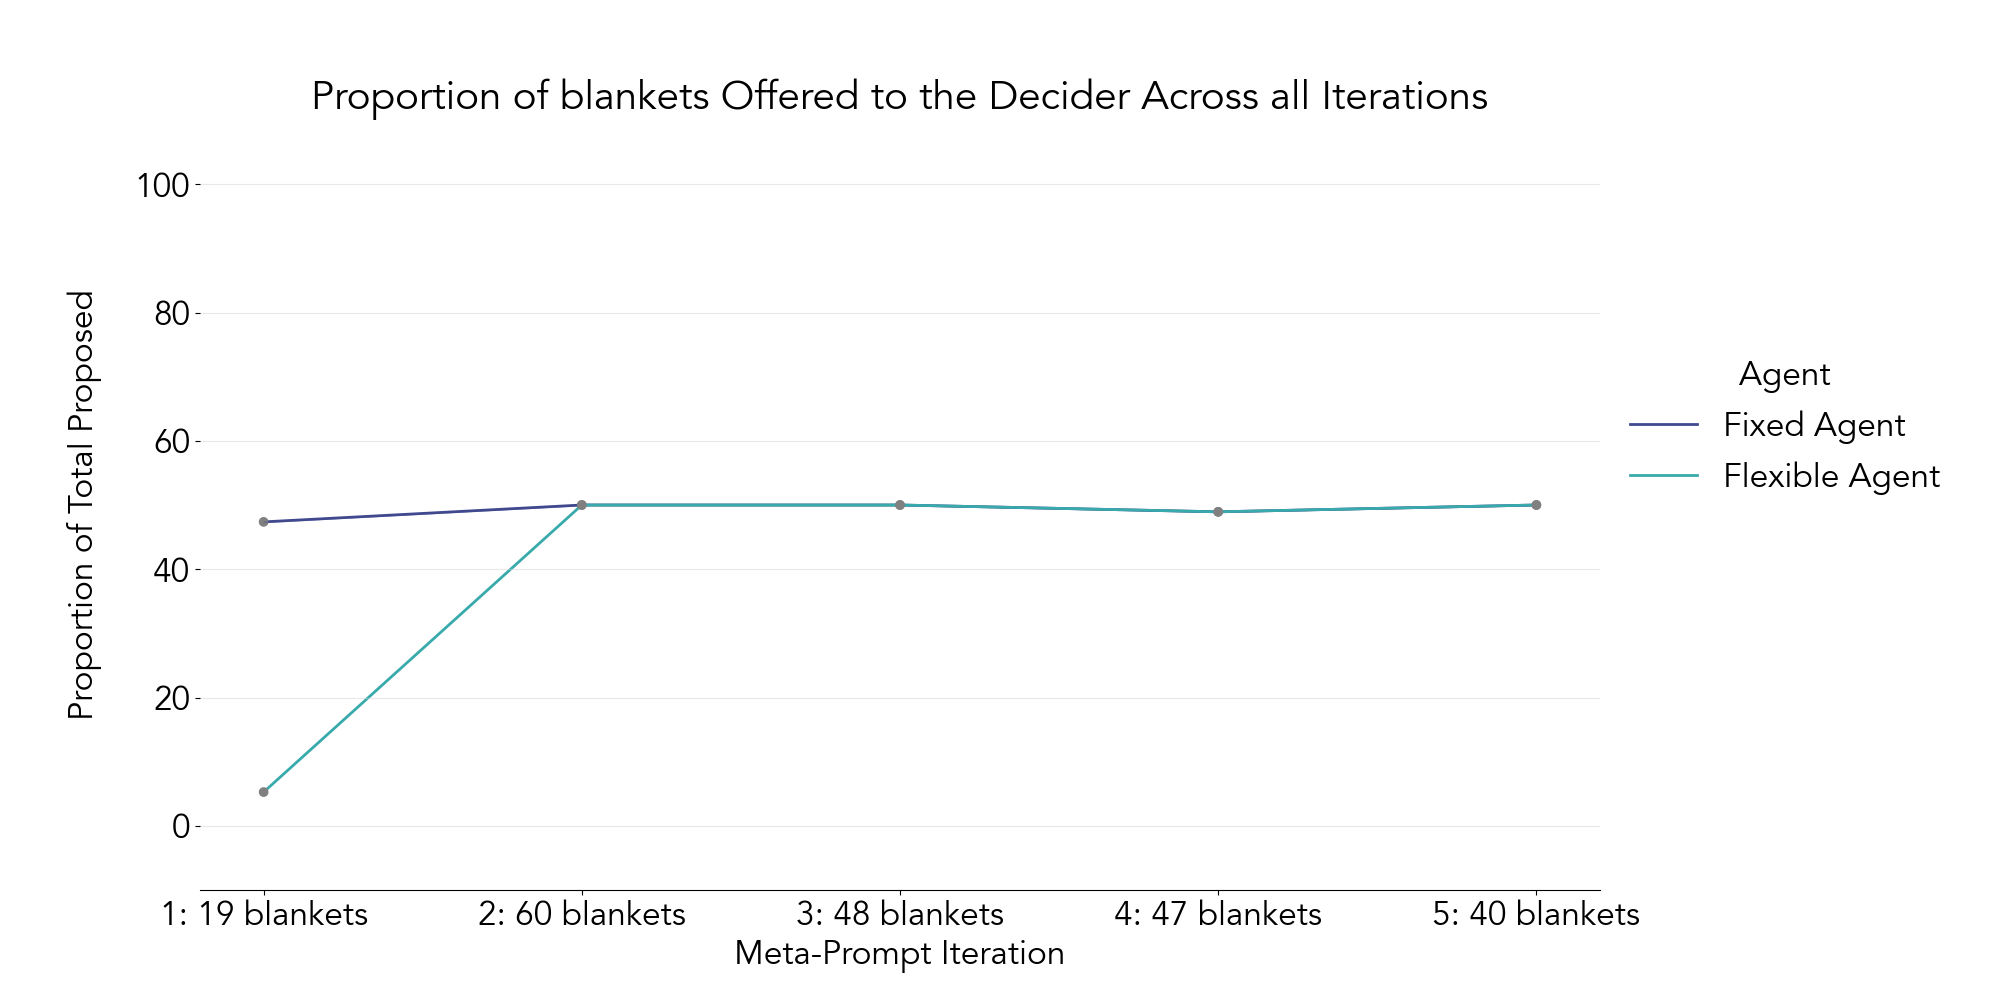 Proportion of blankets Offered to the Decider Across all Iterations
100
80
60
40
20
0
Proportion of Total Proposed
1: 19 blankets
2: 60 blankets
3: 48 blankets
4: 47 blankets
5: 40 blankets
Meta-Prompt Iteration
Agent
Fixed Agent
Flexible Agent